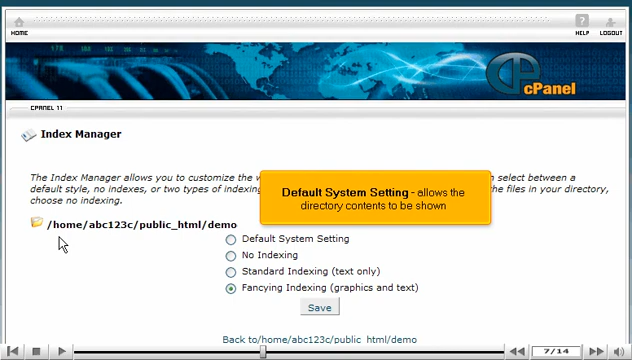 HOME
HELP
LOGOUT
cPanel
CPANEL 11
Index Manager
The Index Manager allows you to customize the w n select between a
default style, no indexes, or two types of indexing the files in your directory,
choose no indexing.
Default System Setting - allows the
directory contents to be shown
/home/abc123c/public_html/demo
Default System Setting
No Indexing
Standard Indexing (text only)
Fancying Indexing (graphics and text)
Save
Back to/home/abc123c/public_html/demo
7/14